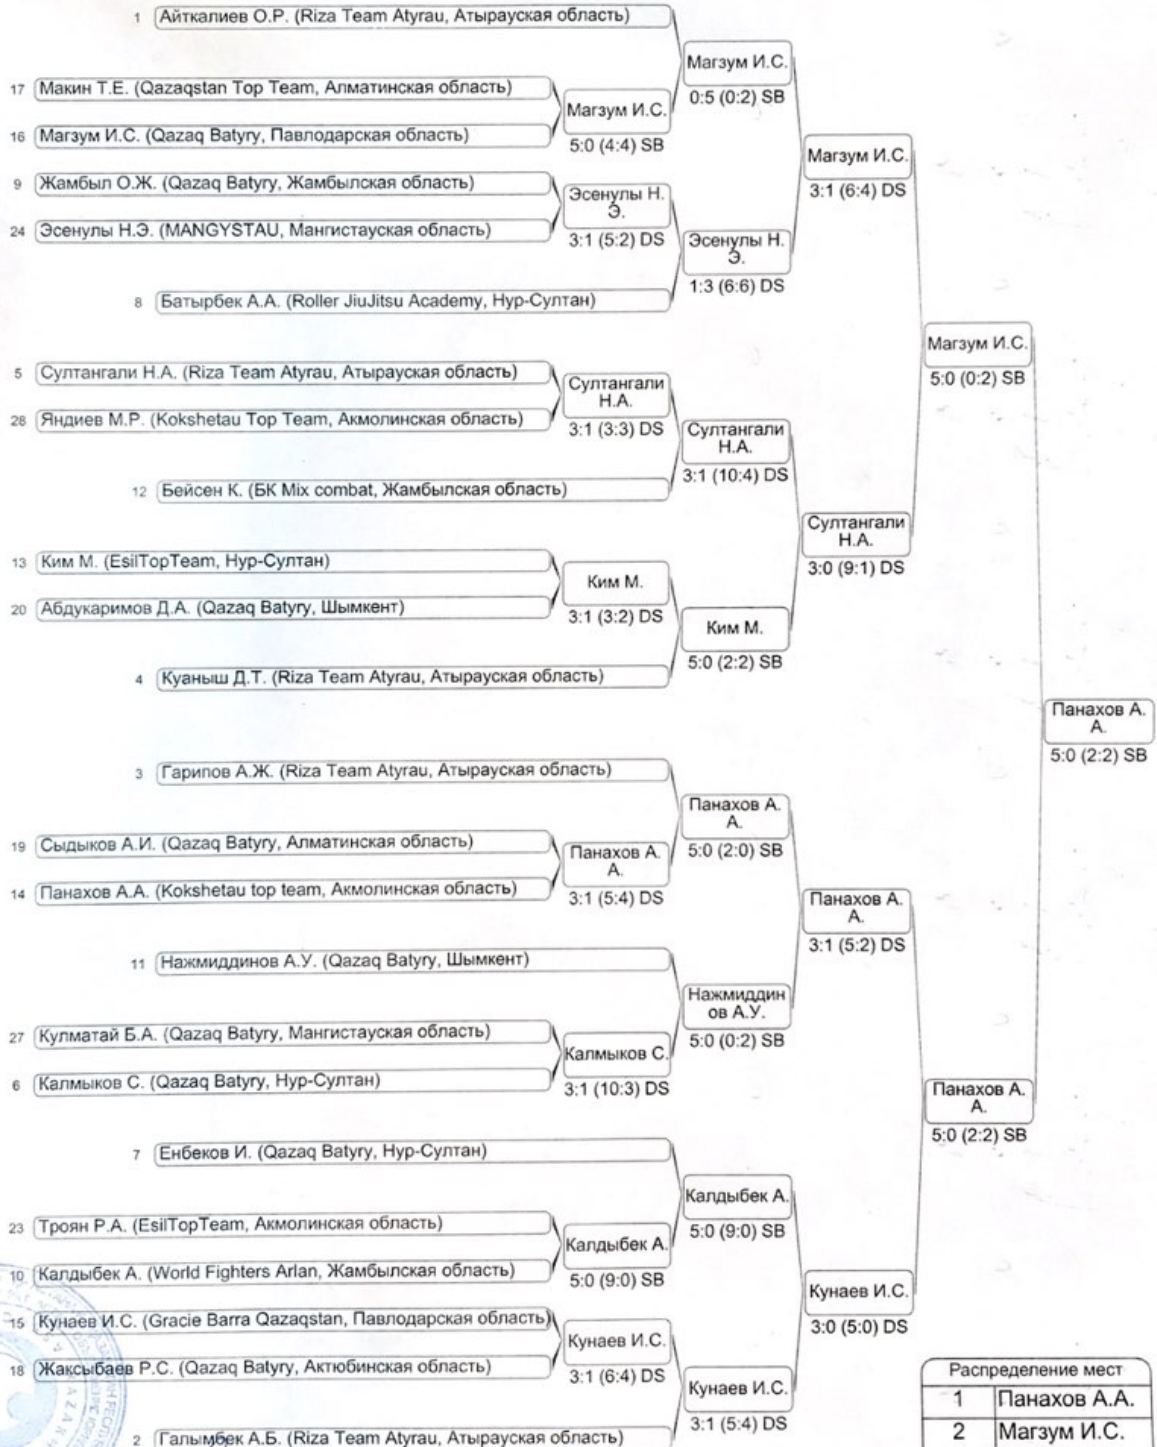 1 Айткалиев О.Р. (Riza Team Atyrau, Атырауская область)
Магзум И.С.
0:5 (0:2) SB
17 Макин Т.Е. (Qazaqstan Top Team, Алматинская область)
Магзум И.С.
5:0 (4:4) SB
16 Магзум И.С. (Qazaq Batyry, Павлодарская область)
Магзум И.С.
3:1 (6:4) DS
9 Жамбыл О.Ж. (Qazaq Batyry, Жамбылская область)
Эсенулы Н.
Э.
3:1 (5:2) DS
24 Эсенулы Н.Э. (MANGYSTAU, Мангистауская область)
Эсенулы Н.
Э.
1:3 (6:6) DS
8 Батырбек А.А. (Roller JiuJitsu Academy, Нур-Султан)
Магзум И.С.
5:0 (0:2) SB
5 Султангали Н.А. (Riza Team Atyrau, Атырауская область)
Султангали
Н.А.
3:1 (3:3) DS
28 Яндиев М.Р. (Kokshetau Top Team, Акмолинская область)
Султангали
Н.А.
3:1 (10:4) DS
12 Бейсен К. (БК Mix combat, Жамбылская область)
Султангали
Н.А.
3:0 (9:1) DS
13 Ким М. (EsilTopTeam, Нур-Султан)
Ким М.
3:1 (3:2) DS
20 Абдукаримов Д.А. (Qazaq Batyry, Шымкент)
Ким М.
5:0 (2:2) SB
4 Куаныш Д.Т. (Riza Team Atyrau, Атырауская область)
Панахов А.
А.
5:0 (2:2) SB
3 Гарипов А.Ж. (Riza Team Atyrau, Атырауская область)
Панахов А.
А.
5:0 (2:0) SB
19 Сыдыков А.И. (Qazaq Batyry, Алматинская область)
Панахов А.
А.
3:1 (5:4) DS
14 Панахов А.А. (Kokshetau top team, Акмолинская область)
Панахов А.
А.
3:1 (5:2) DS
11 Нажмиддинов А.У. (Qazaq Batyry, Шымкент)
Нажмиддин
ов А.У.
5:0 (0:2) SB
27 Кулматай Б.А. (Qazaq Batyry, Мангистауская область)
Калмыков С.
3:1 (10:3) DS
6 Калмыков С. (Qazaq Batyry, Нур-Султан)
Панахов А.
А.
5:0 (2:2) SB
7 Енбеков И. (Qazaq Batyry, Нур-Султан)
Калдыбек А.
5:0 (9:0) SB
23 Троян Р.А. (EsilTopTeam, Акмолинская область)
Калдыбек А.
5:0 (9:0) SB
10 Калдыбек А. (World Fighters Arlan, Жамбылская область)
Кунаев И.С.
3:0 (5:0) DS
15 Кунаев И.С. (Gracie Barra Qazaqstan, Павлодарская область)
Кунаев И.С.
3:1 (6:4) DS
18 Жаксыбаев Р.С. (Qazaq Batyry, Актюбинская область)
Кунаев И.С.
3:1 (5:4) DS
2 Галымбек А.Б. (Riza Team Atyrau, Атырауская область)
Распределение мест
1 Панахов А.А.
2 Магзум И.С.